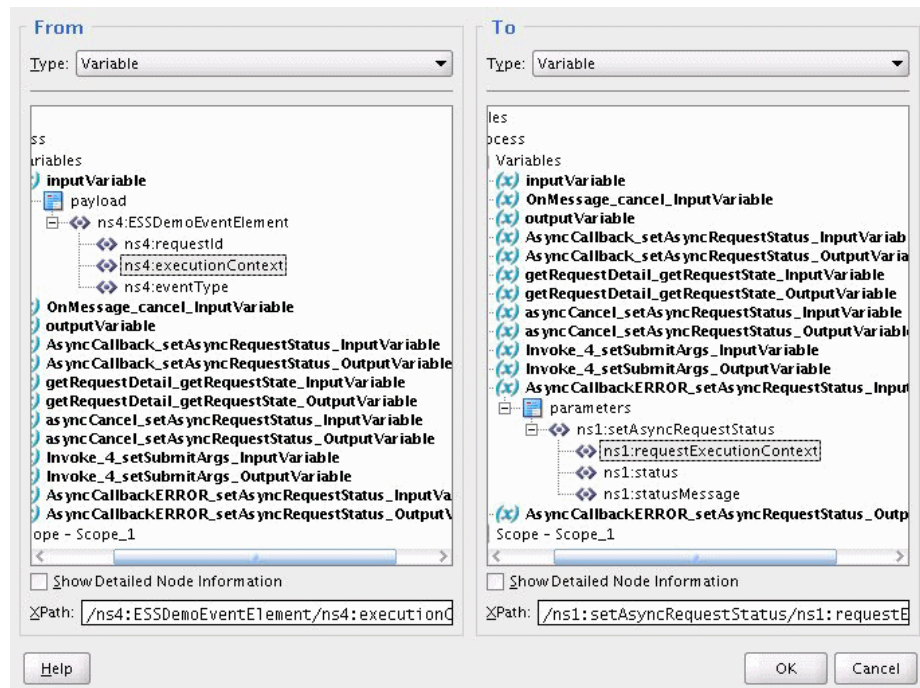 From
Type: Variable
les
ss
riables
inputVariable
payload
ns4:ESSDemoEventElement
ns4:requestId
ns4:executionContext
ns4:eventType
OnMessage_cancel_InputVariable
outputVariable
AsyncCallback_setAsyncRequestStatus_InputVariable
AsyncCallback_setAsyncRequestStatus_OutputVariable
getRequestDetail_getRequestState_InputVariable
getRequestDetail_getRequestState_OutputVariable
asyncCancel_setAsyncRequestStatus_InputVariable
asyncCancel_setAsyncRequestStatus_OutputVariable
Invoke_4_setSubmitArgs_InputVariable
Invoke_4_setSubmitArgs_OutputVariable
AsyncCallbackERROR_setAsyncRequestStatus_InputVa
AsyncCallbackERROR_setAsyncRequestStatus_OutputV
ope - Scope_1
Show Detailed Node Information
XPath: /ns4:ESSDemoEventElement/ns4:executionC
To
Type: Variable
les
ocess
Variables
(x) inputVariable
(x) OnMessage_cancel_InputVariable
(x) outputVariable
(x) AsyncCallback_setAsyncRequestStatus_InputVariab
(x) AsyncCallback_setAsyncRequestStatus_OutputVaria
(x) getRequestDetail_getRequestState_InputVariable
(x) getRequestDetail_getRequestState_OutputVariable
(x) asyncCancel_setAsyncRequestStatus_InputVariable
(x) asyncCancel_setAsyncRequestStatus_OutputVariabl
(x) Invoke_4_setSubmitArgs_InputVariable
(x) Invoke_4_setSubmitArgs_OutputVariable
(x) AsyncCallbackERROR_setAsyncRequestStatus_Input
parameters
ns1:setAsyncRequestStatus
ns1:requestExecutionContext
ns1:status
ns1:statusMessage
(x) AsyncCallbackERROR_setAsyncRequestStatus_Outp
Scope - Scope_1
Show Detailed Node Information
XPath: /ns1:setAsyncRequestStatus/ns1:requestE
Help
OK
Cancel